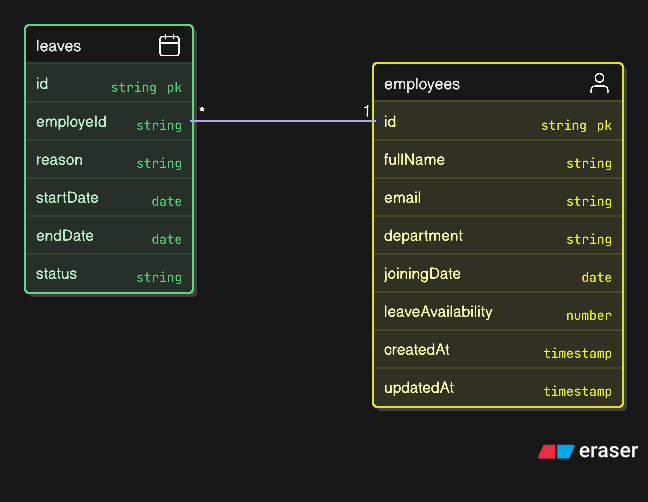 leaves
id string pk
employeId string
reason string
startDate date
endDate date
status string
* 1
employees
id string pk
fullName string
email string
department string
joiningDate date
leaveAvailability number
createdAt timestamp
updatedAt timestamp
eraser